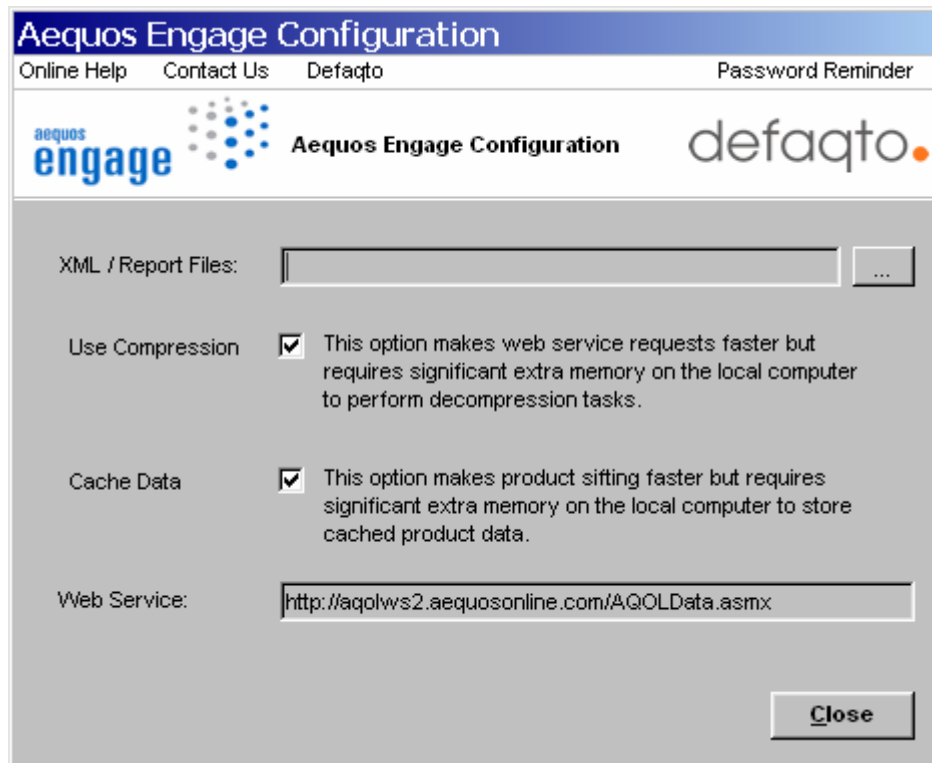 Aequos Engage Configuration
Online Help Contact Us Defaqto Password Reminder
aequos
engage
Aequos Engage Configuration
defaqto.
XML / Report Files:
...
Use Compression
This option makes web service requests faster but
requires significant extra memory on the local computer
to perform decompression tasks.
Cache Data
This option makes product sifting faster but requires
significant extra memory on the local computer to store
cached product data.
Web Service:
http://aqolws2.aequosonline.com/AQOLData.asmx
Close